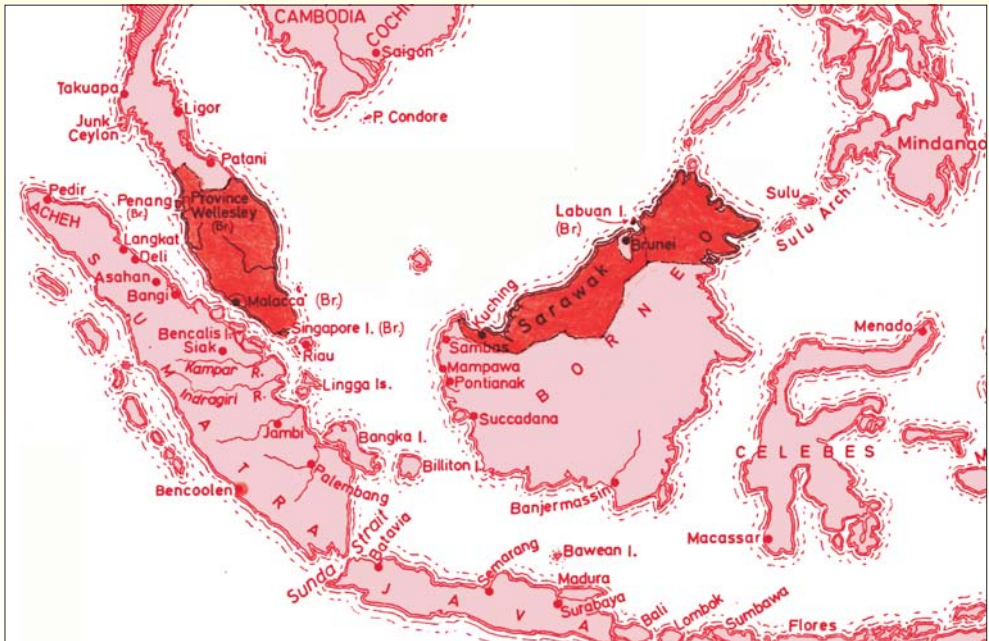 CAMBODIA
COCHIN
Saigon
Takuapa
Ligor
Junk
Ceylon
P. Condore
Patani
Mindanao
Pedir
ACHEH
Penang
(Br.)
Province
Wellesley
(Br.)
Sulu
Sulu Arch
Labuan I.
(Br.)
Brunei
Langkat
Deli
Asahan
Bangi
Malacca (Br.)
Kuching
Sarawak
BORNEO
Singapore I. (Br.)
Bencalis I.
Siak
Riau
Kampar R.
Lingga Is.
Indragiri R.
SUMATRA
Sambas
Mampawa
Pontianak
Succadana
Menado
Jambi
Bangka I.
Billiton I.
Palembang
Bencoolen
CELEBES
M
Banjermassin
Macassar
Sunda Strait
Batavia
Semarang
Bawean I.
Madura
Surabaya
JAVA
Bali
Lombok
Sumbawa
Flores